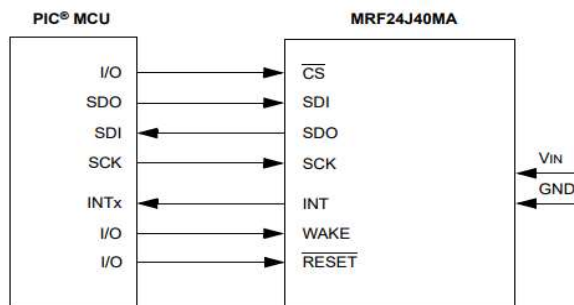 PIC® MCU MRF24J40MA
I/O CS
SDO SDI
SDI SDO
SCK SCK
VIN
GND
INTx INT
I/O WAKE
I/O RESET